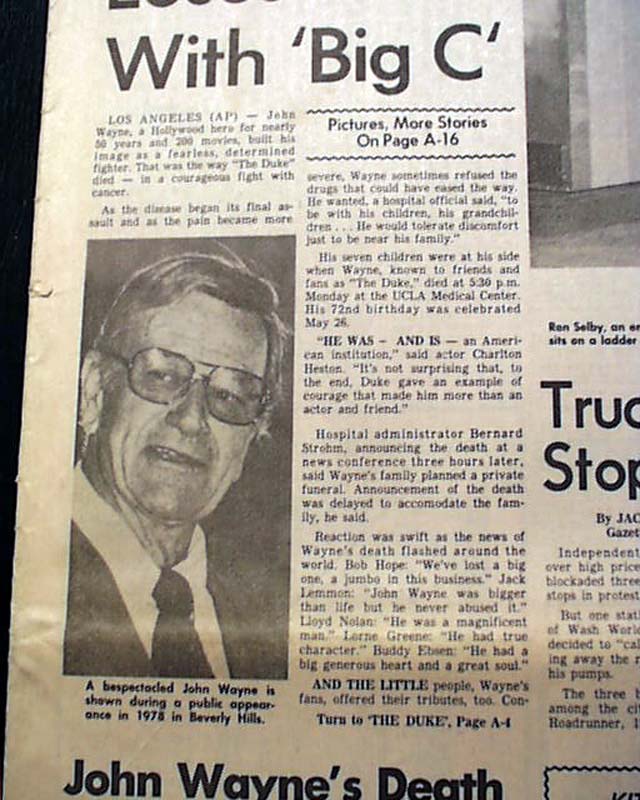 With 'Big C'
LOS ANGELES (AP) — John
Wayne, a Hollywood hero for nearly
50 years and 200 movies, built his
image as a fearless, determined
fighter. That was the way "The Duke"
died — in a courageous fight with
cancer.
As the disease began its final as-
sault and as the pain became more
Pictures, More Stories
On Page A-16
severe, Wayne sometimes refused the
drugs that could have eased the way.
He wanted, a hospital official said, "to
be with his children, his grandchil-
dren . . . He would tolerate discomfort
just to be near his family."
His seven children were at his side
when Wayne, known to friends and
fans as "The Duke," died at 5:30 p.m.
Monday at the UCLA Medical Center.
His 72nd birthday was celebrated
May 26.
"HE WAS - AND IS — an Ameri-
can institution," said actor Charlton
Heston. "It's not surprising that, to
the end, Duke gave an example of
courage that made him more than an
actor and friend."
Hospital administrator Bernard
Strohm, announcing the death at a
news conference three hours later,
said Wayne's family planned a private
funeral. Announcement of the death
was delayed to accomodate the fam-
ily, he said.
Reaction was swift as the news of
Wayne's death flashed around the
world. Bob Hope: "We've lost a big
one, a jumbo in this business." Jack
Lemmon: "John Wayne was bigger
than life but he never abused it."
Lloyd Nolan: "He was a magnificent
man." Lorne Greene: "He had true
character." Buddy Ebsen: "He had a
big generous heart and a great soul."
AND THE LITTLE people, Wayne's
fans, offered their tributes, too. Con-
Turn to 'THE DUKE', Page A-4
A bespectacled John Wayne is
shown during a public appear-
ance in 1978 in Beverly Hills.
John Wayne's Death
Ron Selby, an
sits on a ladder
Truc
Stop
By JAC
Gazet
Independent
over high price
blockaded three
stops in protest
But one stati
of Wash Worl
decided to "cal
ing away the r
his pumps.
The three t
among the cit
Roadrunner, 1